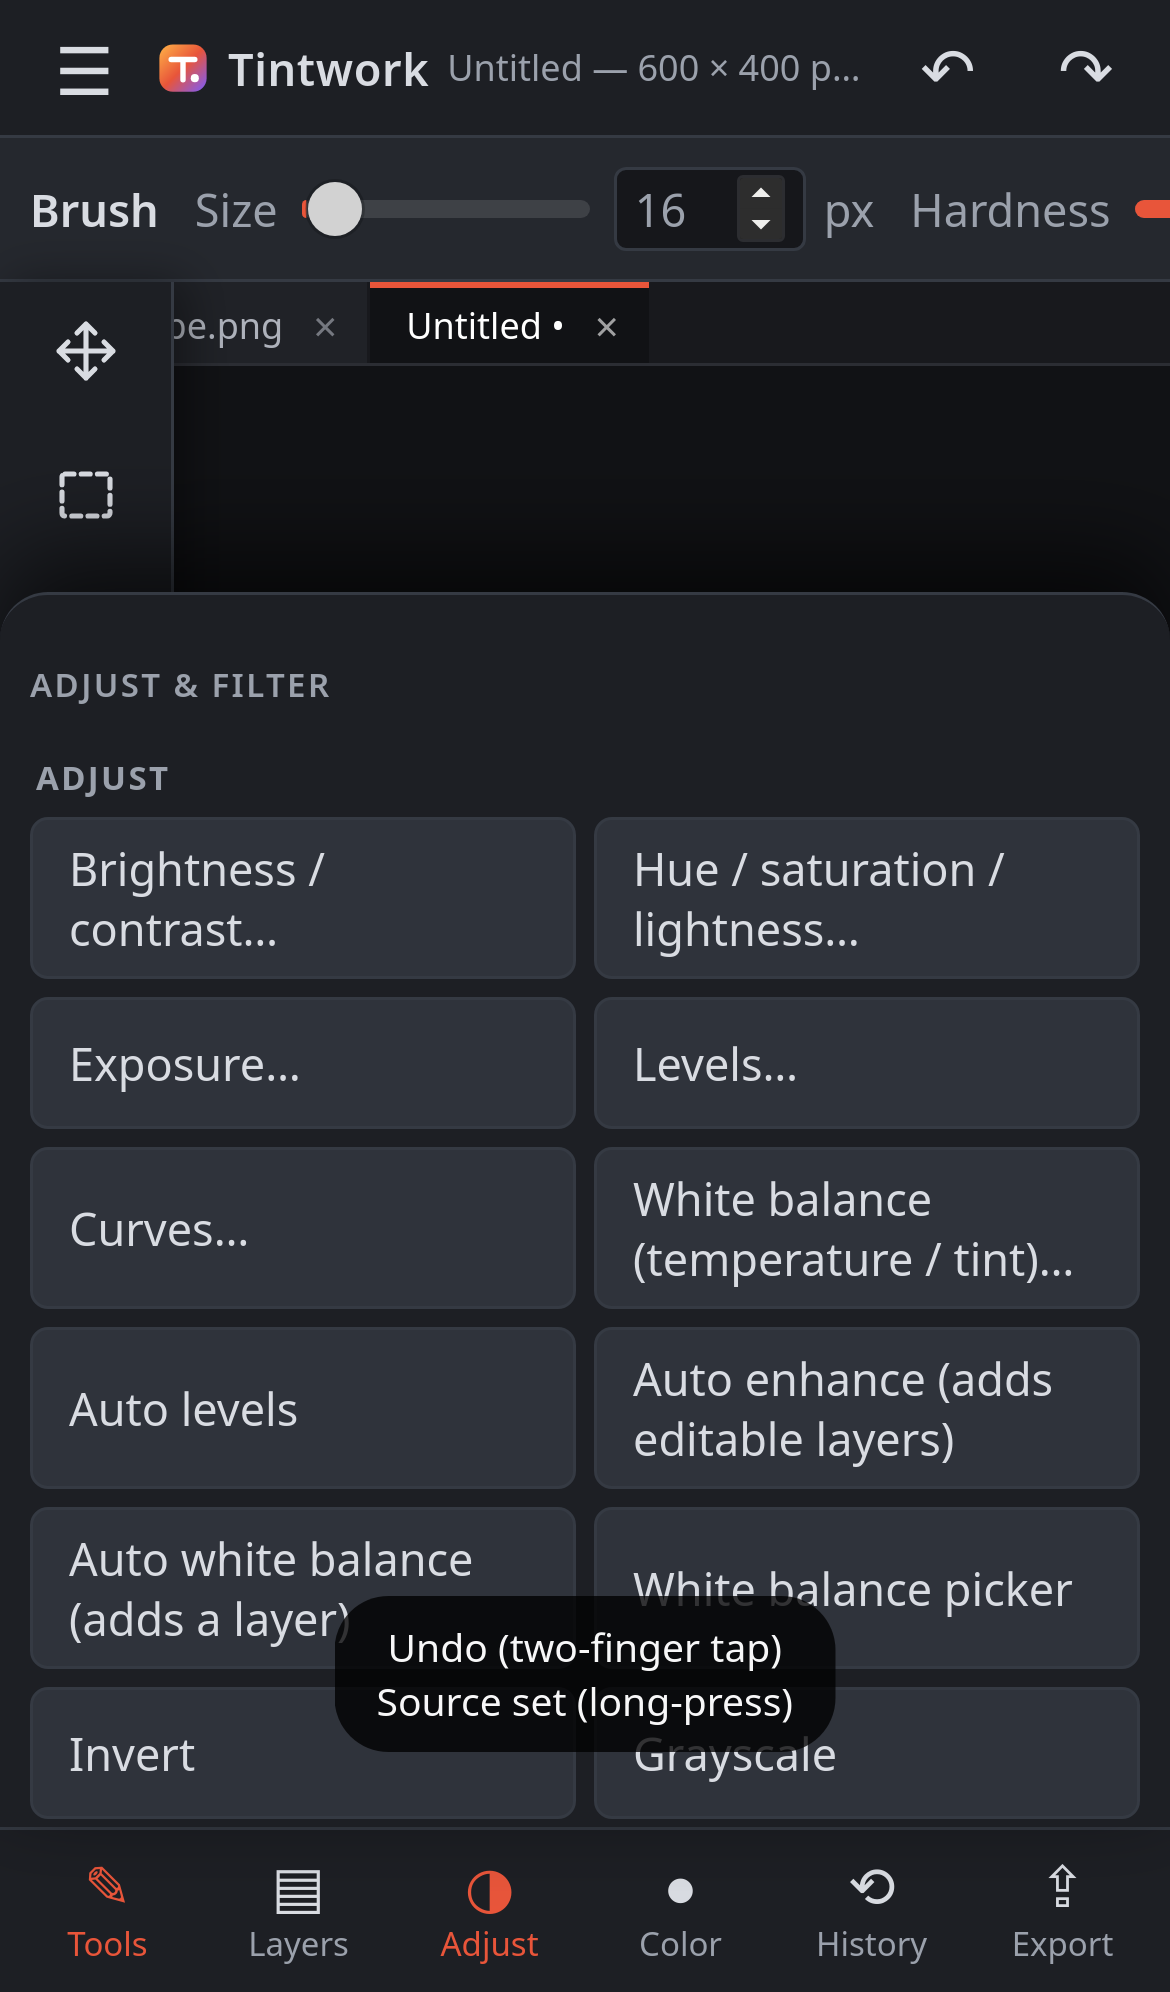 Tintwork Untitled — 600 × 400 p...
Brush Size 16 px Hardness
pe.png × Untitled • ×
ADJUST & FILTER
ADJUST
Brightness /
contrast...
Hue / saturation /
lightness...
Exposure...
Levels...
Curves...
White balance
(temperature / tint)...
Auto levels
Auto enhance (adds
editable layers)
Auto white balance
(adds a layer)
White balance picker
Undo (two-finger tap)
Source set (long-press)
Invert
Grayscale
Tools Layers Adjust Color History Export